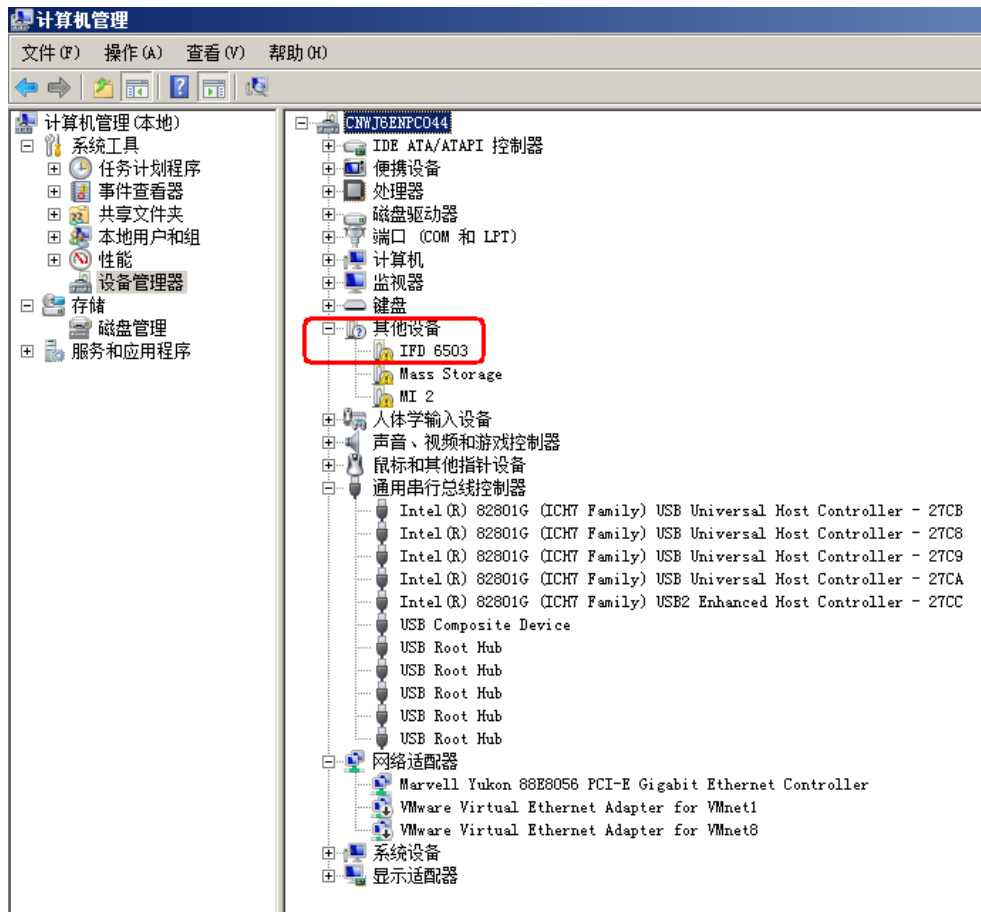 计算机管理
文件(F) 操作(A) 查看(V) 帮助(H)
计算机管理(本地)
系统工具
任务计划程序
事件查看器
共享文件夹
本地用户和组
性能
设备管理器
存储
磁盘管理
服务和应用程序
CNWJ6ENPC044
IDE ATA/ATAPI 控制器
便携设备
处理器
磁盘驱动器
端口 (COM 和 LPT)
计算机
监视器
键盘
其他设备
IFD 6503
Mass Storage
MI 2
人体学输入设备
声音、视频和游戏控制器
鼠标和其他指针设备
通用串行总线控制器
Intel(R) 82801G (ICH7 Family) USB Universal Host Controller - 27CB
Intel(R) 82801G (ICH7 Family) USB Universal Host Controller - 27C8
Intel(R) 82801G (ICH7 Family) USB Universal Host Controller - 27C9
Intel(R) 82801G (ICH7 Family) USB Universal Host Controller - 27CA
Intel(R) 82801G (ICH7 Family) USB2 Enhanced Host Controller - 27CC
USB Composite Device
USB Root Hub
USB Root Hub
USB Root Hub
USB Root Hub
USB Root Hub
网络适配器
Marvell Yukon 88E8056 PCI-E Gigabit Ethernet Controller
VMware Virtual Ethernet Adapter for VMnet1
VMware Virtual Ethernet Adapter for VMnet8
系统设备
显示适配器